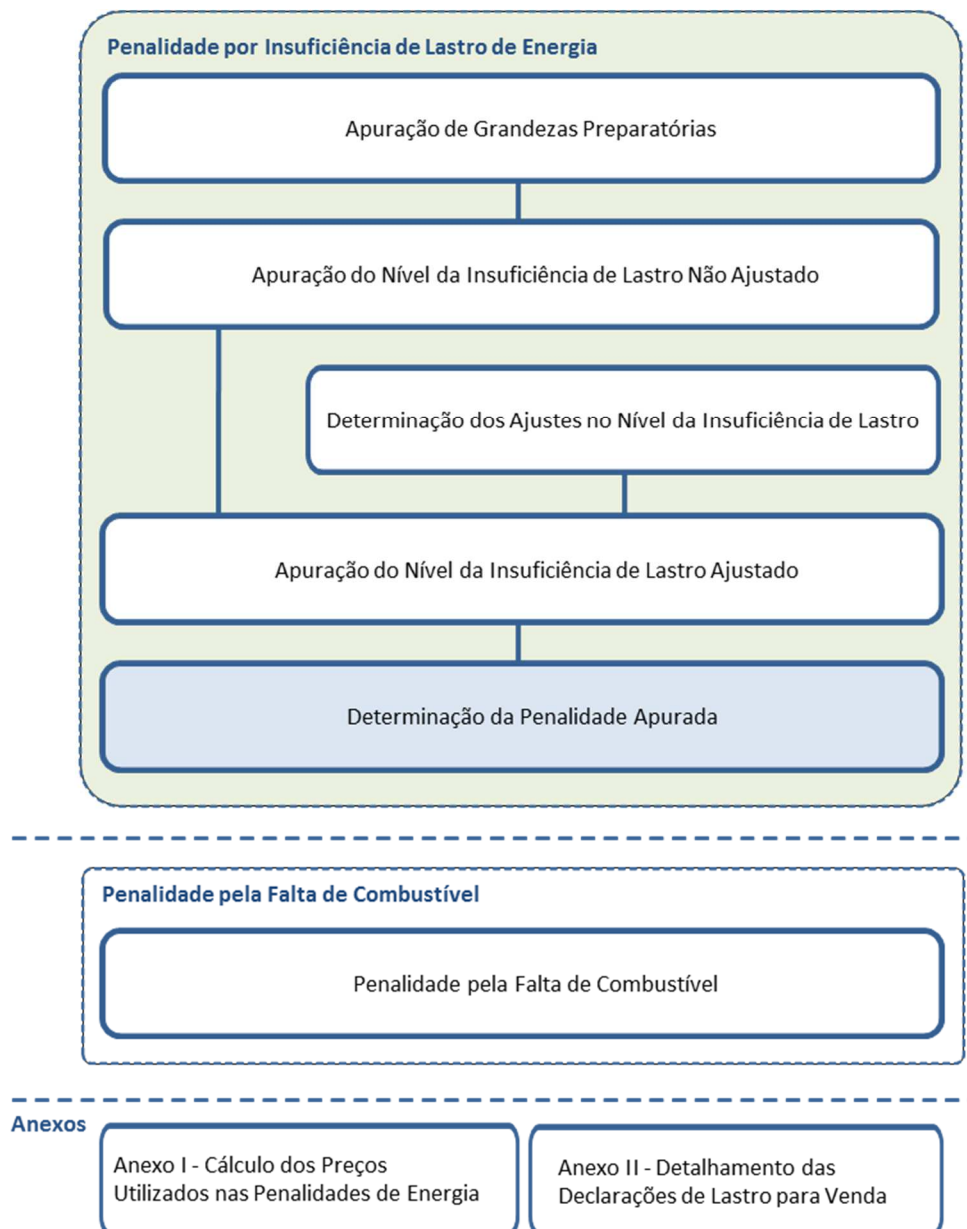 Penalidade por Insuficiência de Lastro de Energia
Apuração de Grandezas Preparatórias
Apuração do Nível da Insuficiência de Lastro Não Ajustado
Determinação dos Ajustes no Nível da Insuficiência de Lastro
Apuração do Nível da Insuficiência de Lastro Ajustado
Determinação da Penalidade Apurada
Penalidade pela Falta de Combustível
Penalidade pela Falta de Combustível
Anexos
Anexo I - Cálculo dos Preços
Utilizados nas Penalidades de Energia
Anexo II - Detalhamento das
Declarações de Lastro para Venda